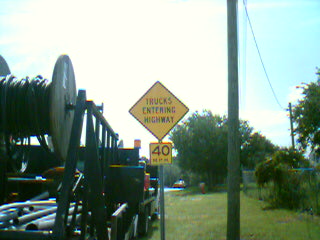 TRUCKS
ENTERING
HIGHWAY
40
M.P.H.